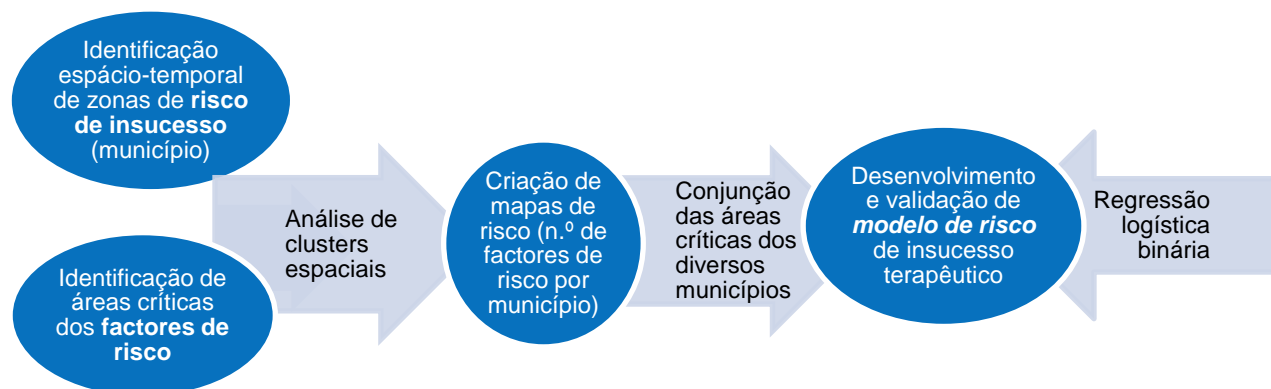 Identificação
espácio-temporal
de zonas de risco
de insucesso
(município)
Identificação de
áreas críticas
dos factores de
risco
Análise de
clusters
espaciais
Criação de
mapas de
risco (n.º de
factores de
risco por
município)
Conjunção
das áreas
críticas dos
diversos
municípios
Desenvolvimento
e validação de
modelo de risco
de insucesso
terapêutico
Regressão
logística
binária